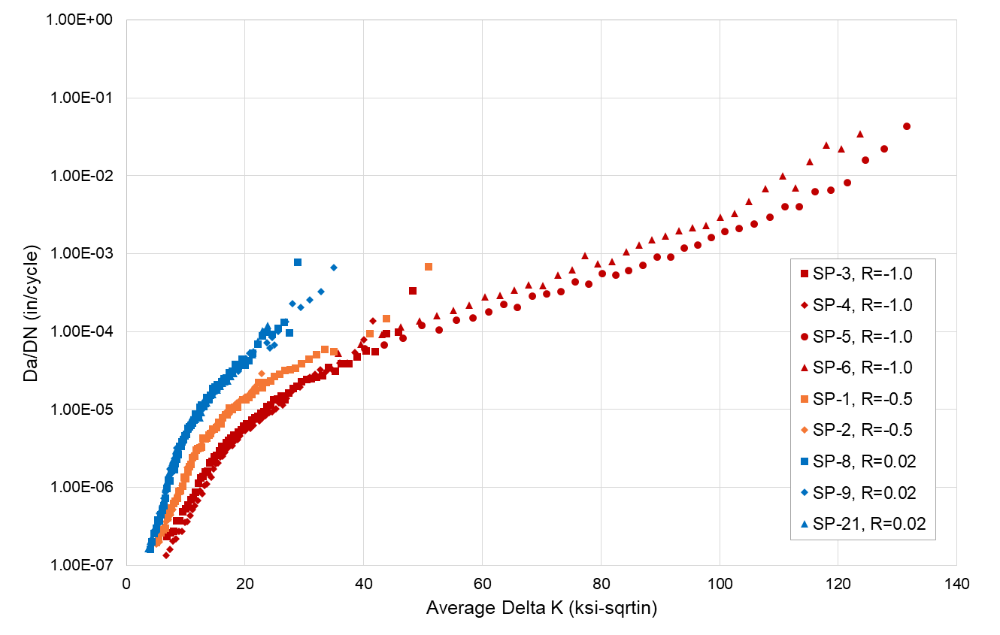 1.00E+00
1.00E-01
1.00E-02
1.00E-03
1.00E-04
1.00E-05
1.00E-06
1.00E-07
Da/DN (in/cycle)
SP-3, R=-1.0
SP-4, R=-1.0
SP-5, R=-1.0
SP-6, R=-1.0
SP-1, R=-0.5
SP-2, R=-0.5
SP-8, R=0.02
SP-9, R=0.02
SP-21, R=0.02
0 20 40 60 80 100 120 140
Average Delta K (ksi-sqrtin)